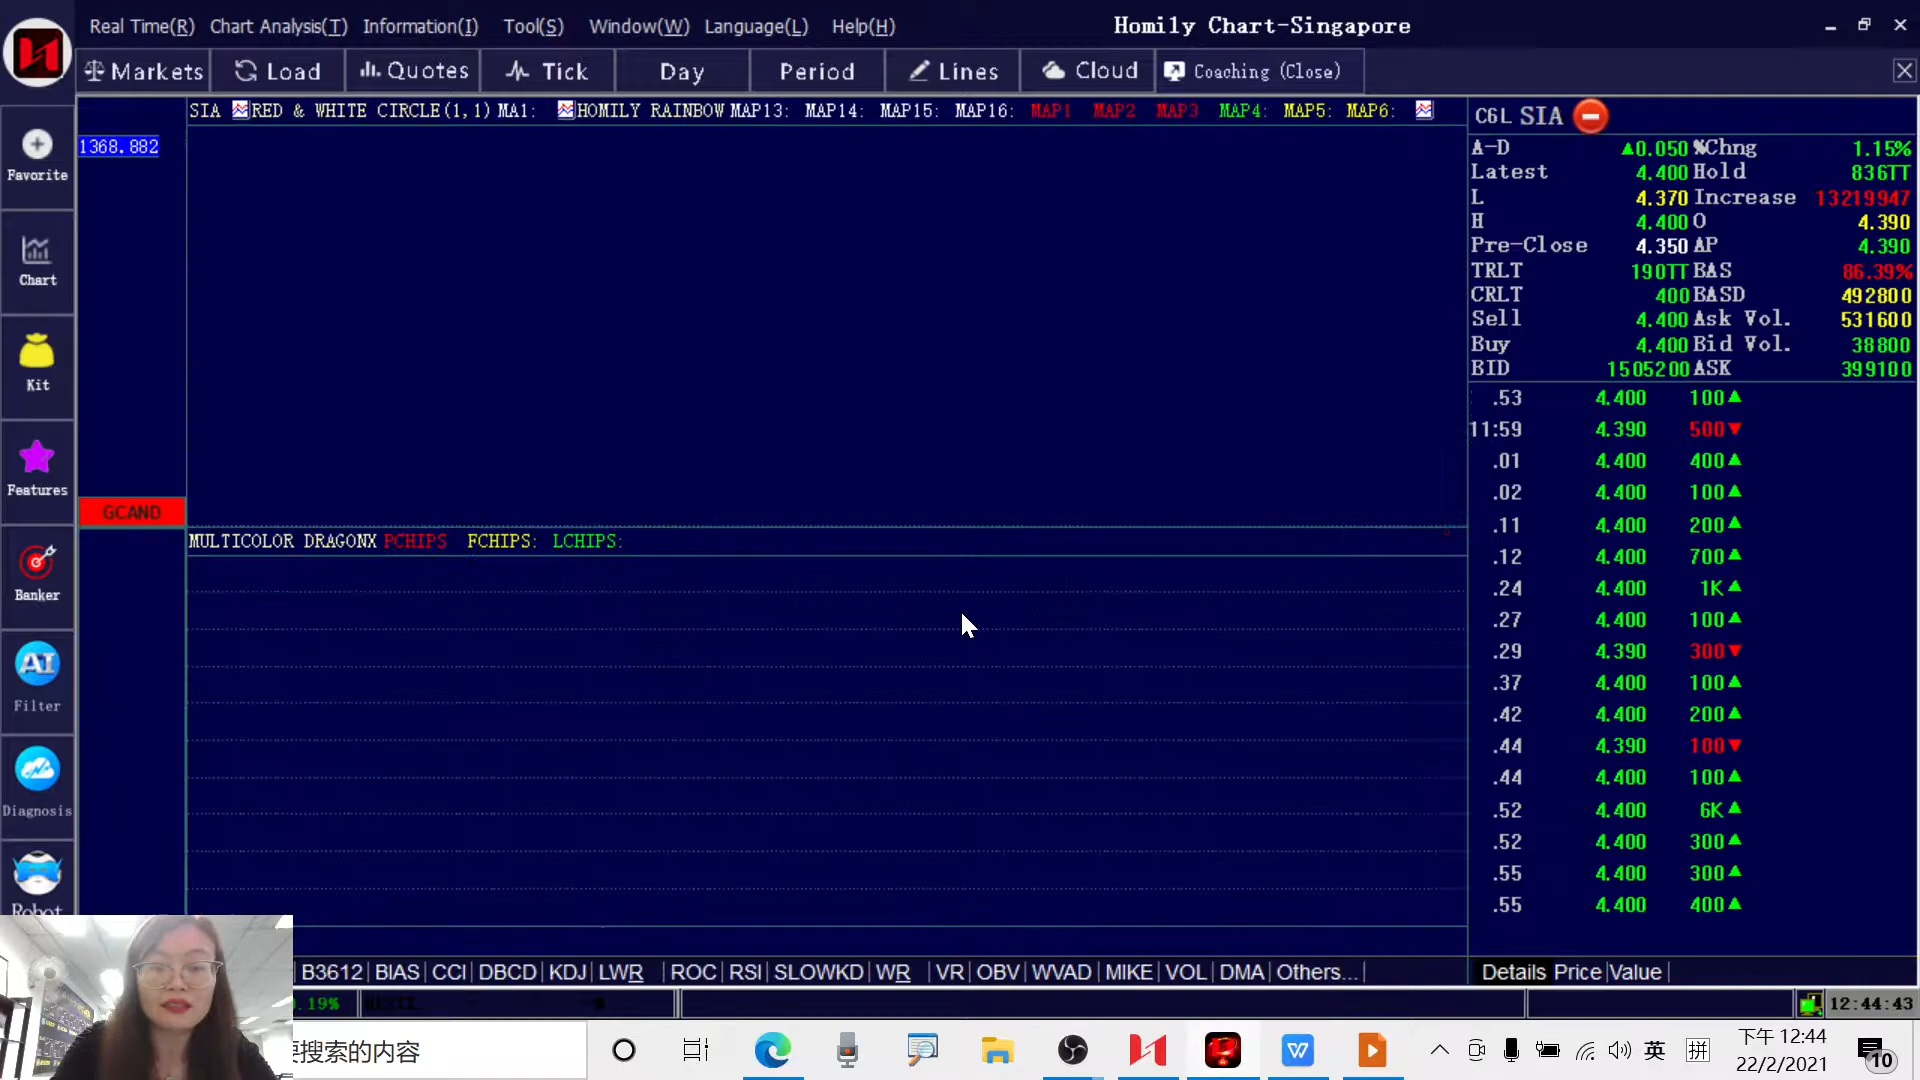 Real Time(R) Chart Analysis(T) Information(I) Tool(S) Window(W) Language(L) Help(H) Homily Chart-Singapore
Markets Load Quotes Tick Day Period Lines Cloud Coaching (Close)
SIA RED & WHITE CIRCLE(1,1) MA1: HOMILY RAINBOW MAP13: MAP14: MAP15: MAP16: MAP1 MAP2 MAP3 MAP4: MAP5: MAP6:
1368.882
GCAND
MULTICOLOR DRAGONX PCHIPS FCHIPS: LCHIPS:
Favorite
Chart
Kit
Features
Banker
AI
Filter
Diagnosis
Robot
C6L SIA
A-D ▲0.050 %Chng 1.15%
Latest 4.400 Hold 836TT
L 4.370 Increase 13219947
H 4.400 O 4.390
Pre-Close 4.350 AP 4.390
TRLT 190TT BAS 86.39%
CRLT 400 BASD 492800
Sell 4.400 Ask Vol. 531600
Buy 4.400 Bid Vol. 38800
BID 1505200 ASK 399100
.53 4.400 100▲
11:59 4.390 500▼
.01 4.400 400▲
.02 4.400 100▲
.11 4.400 200▲
.12 4.400 700▲
.24 4.400 1K▲
.27 4.400 100▲
.29 4.390 300▼
.37 4.400 100▲
.42 4.400 200▲
.44 4.390 100▼
.44 4.400 100▲
.52 4.400 6K▲
.52 4.400 300▲
.55 4.400 300▲
.55 4.400 400▲
B3612 BIAS CCI DBCD KDJ LWR ROC RSI SLOWKD WR VR OBV WVAD MIKE VOL DMA Others...
Details Price Value
.19%
12:44:43
搜索的内容
英 拼
下午 12:44
22/2/2021
10